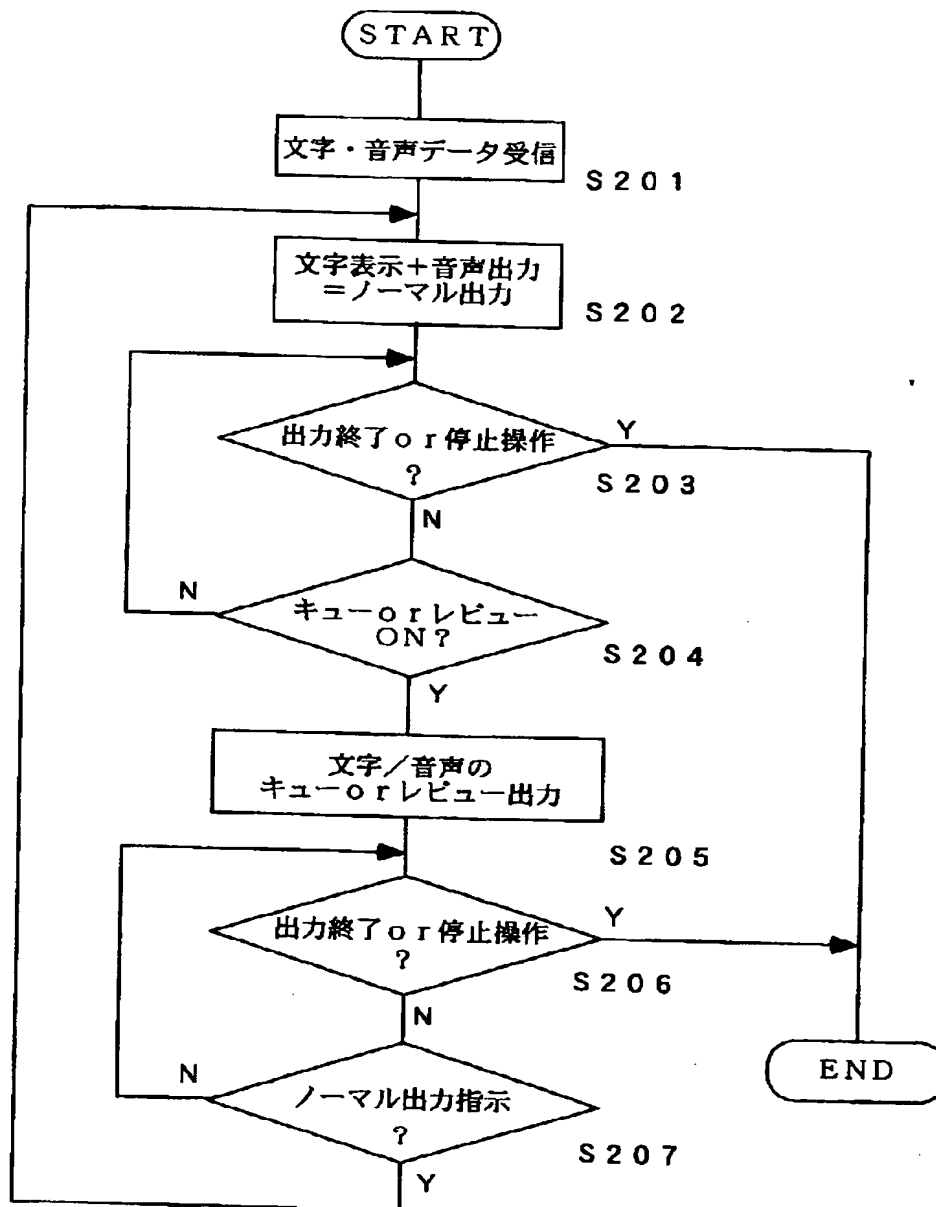 START
文字・音声データ受信
S201
文字表示+音声出力
=ノーマル出力
S202
出力終了or停止操作
?
Y
S203
N
キューorレビュー
ON?
N
S204
Y
文字/音声の
キューorレビュー出力
S205
出力終了or停止操作
?
Y
S206
N
ノーマル出力指示
?
N
S207
Y
END